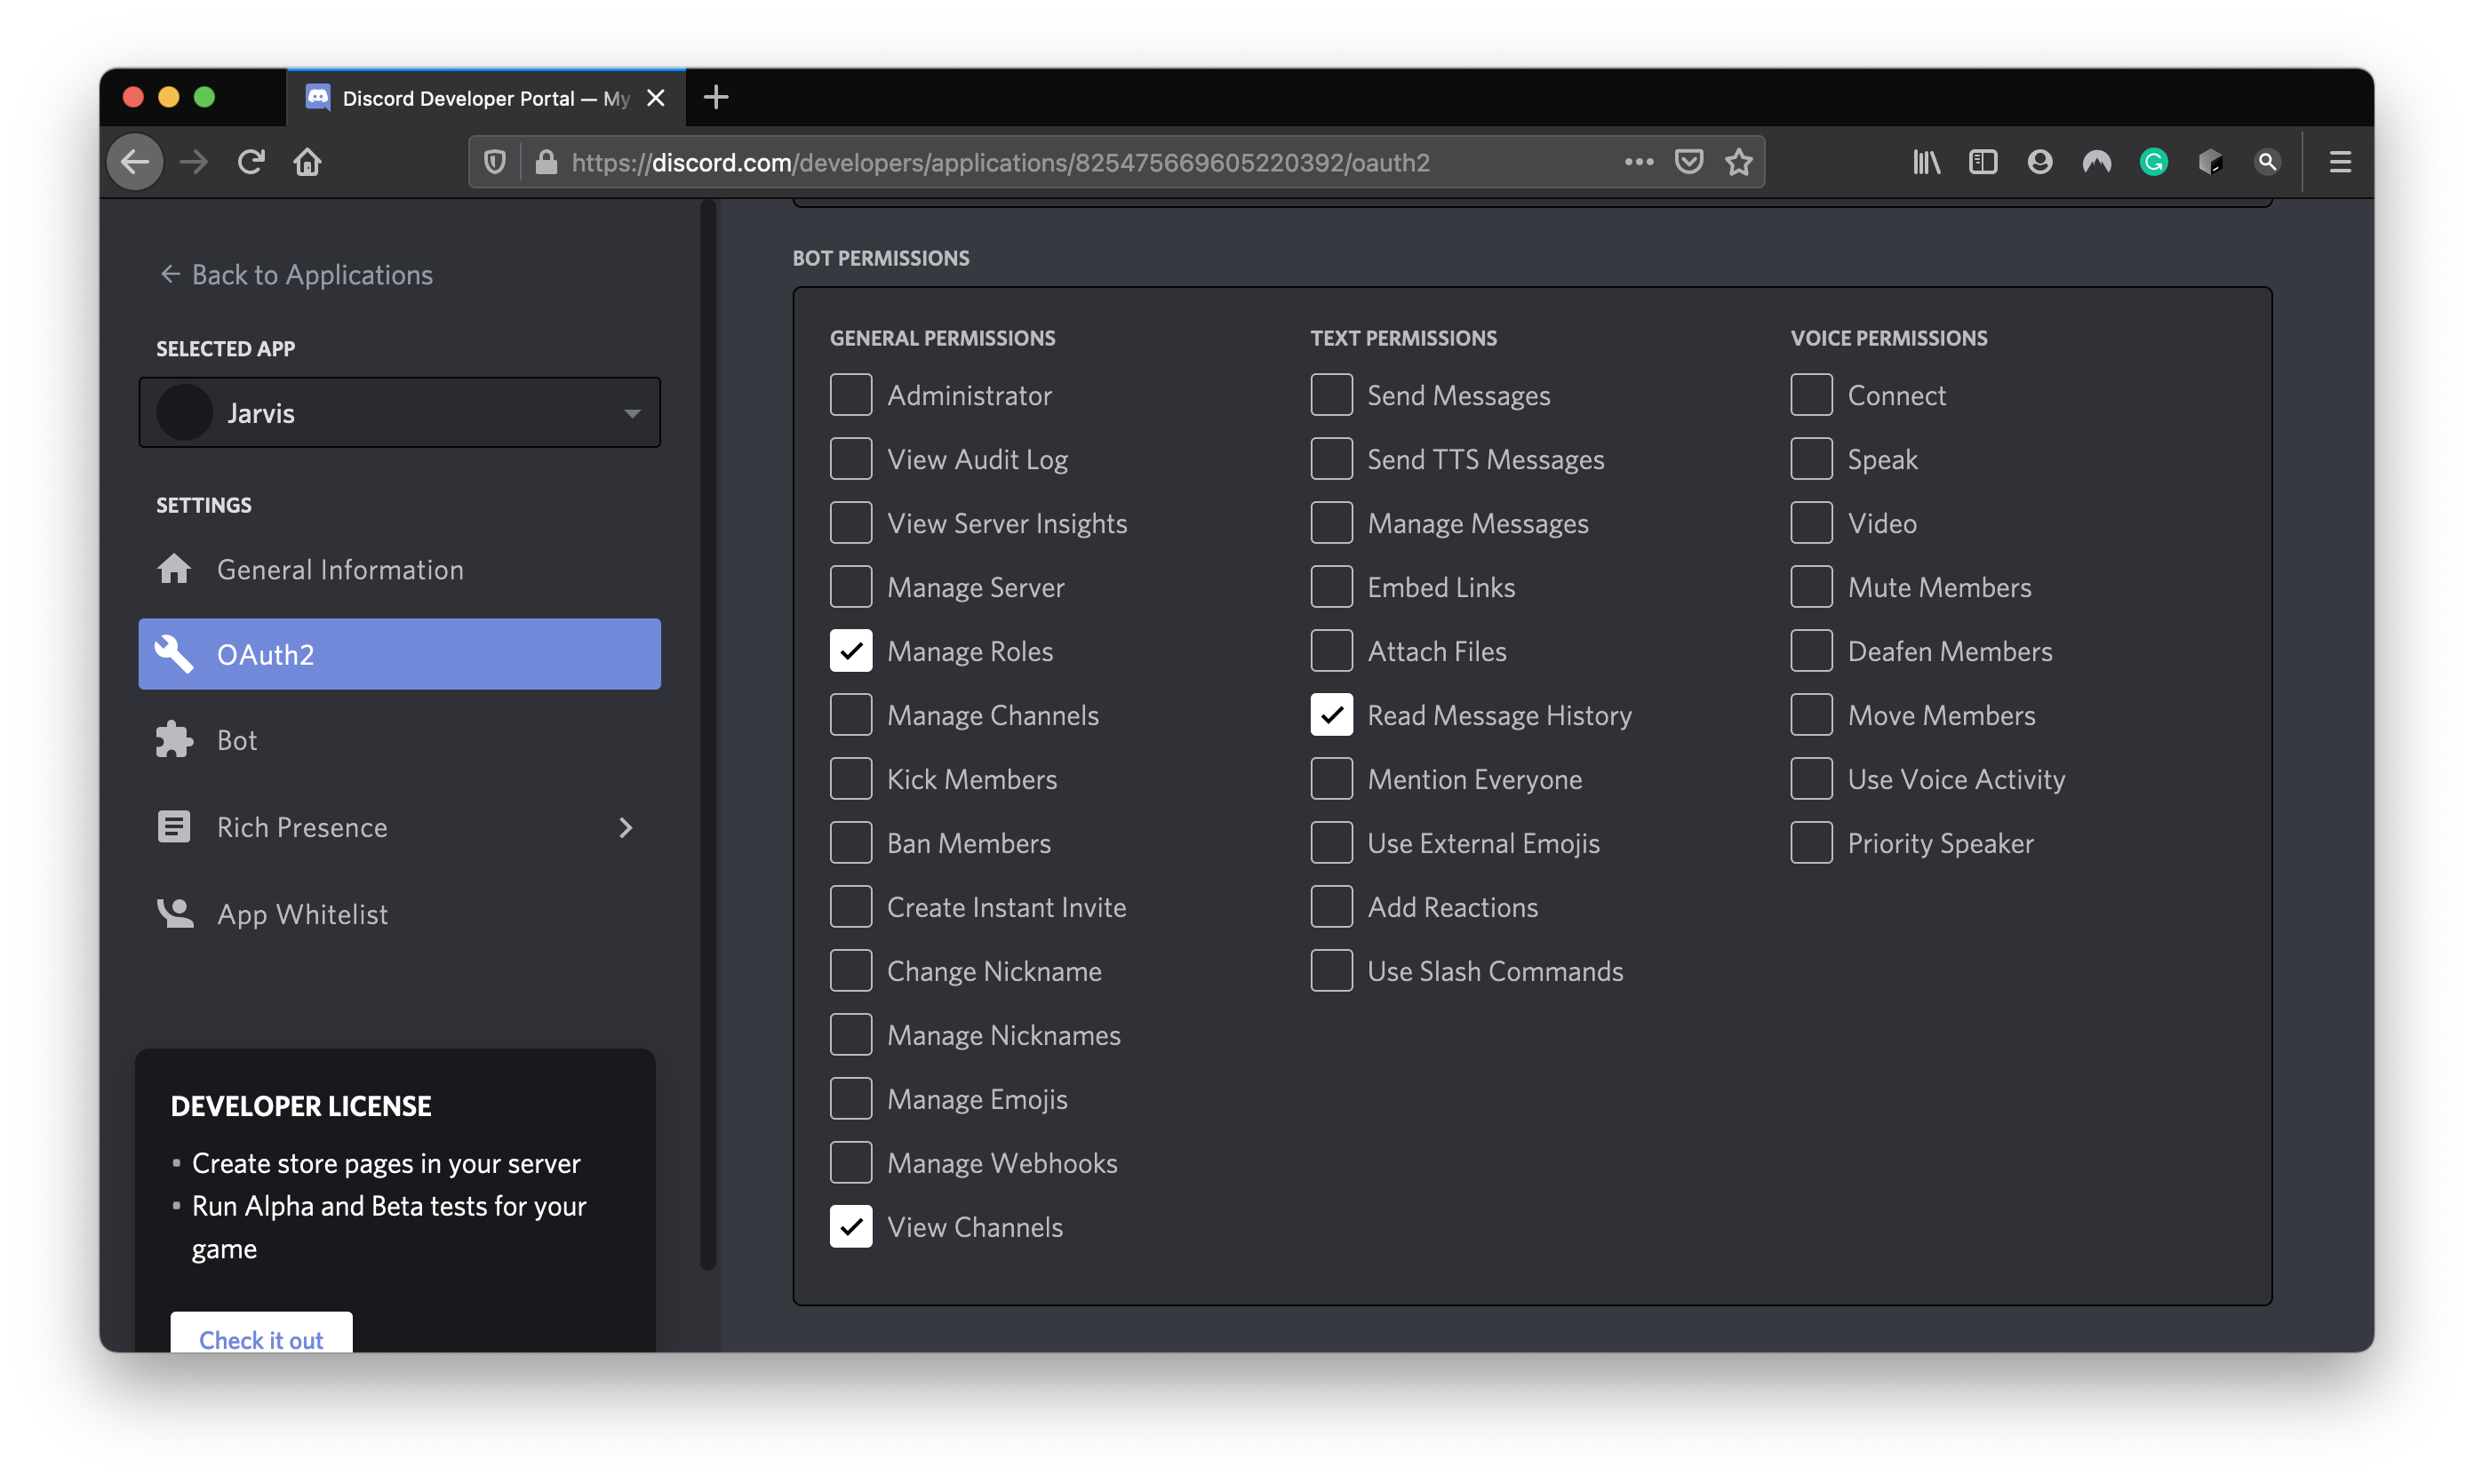 Discord Developer Portal — My
https://discord.com/developers/applications/825475669605220392/oauth2
← Back to Applications
SELECTED APP
Jarvis
SETTINGS
General Information
OAuth2
Bot
Rich Presence
App Whitelist
DEVELOPER LICENSE
• Create store pages in your server
• Run Alpha and Beta tests for your
game
Check it out
BOT PERMISSIONS
GENERAL PERMISSIONS
Administrator
View Audit Log
View Server Insights
Manage Server
Manage Roles
Manage Channels
Kick Members
Ban Members
Create Instant Invite
Change Nickname
Manage Nicknames
Manage Emojis
Manage Webhooks
View Channels
TEXT PERMISSIONS
Send Messages
Send TTS Messages
Manage Messages
Embed Links
Attach Files
Read Message History
Mention Everyone
Use External Emojis
Add Reactions
Use Slash Commands
VOICE PERMISSIONS
Connect
Speak
Video
Mute Members
Deafen Members
Move Members
Use Voice Activity
Priority Speaker